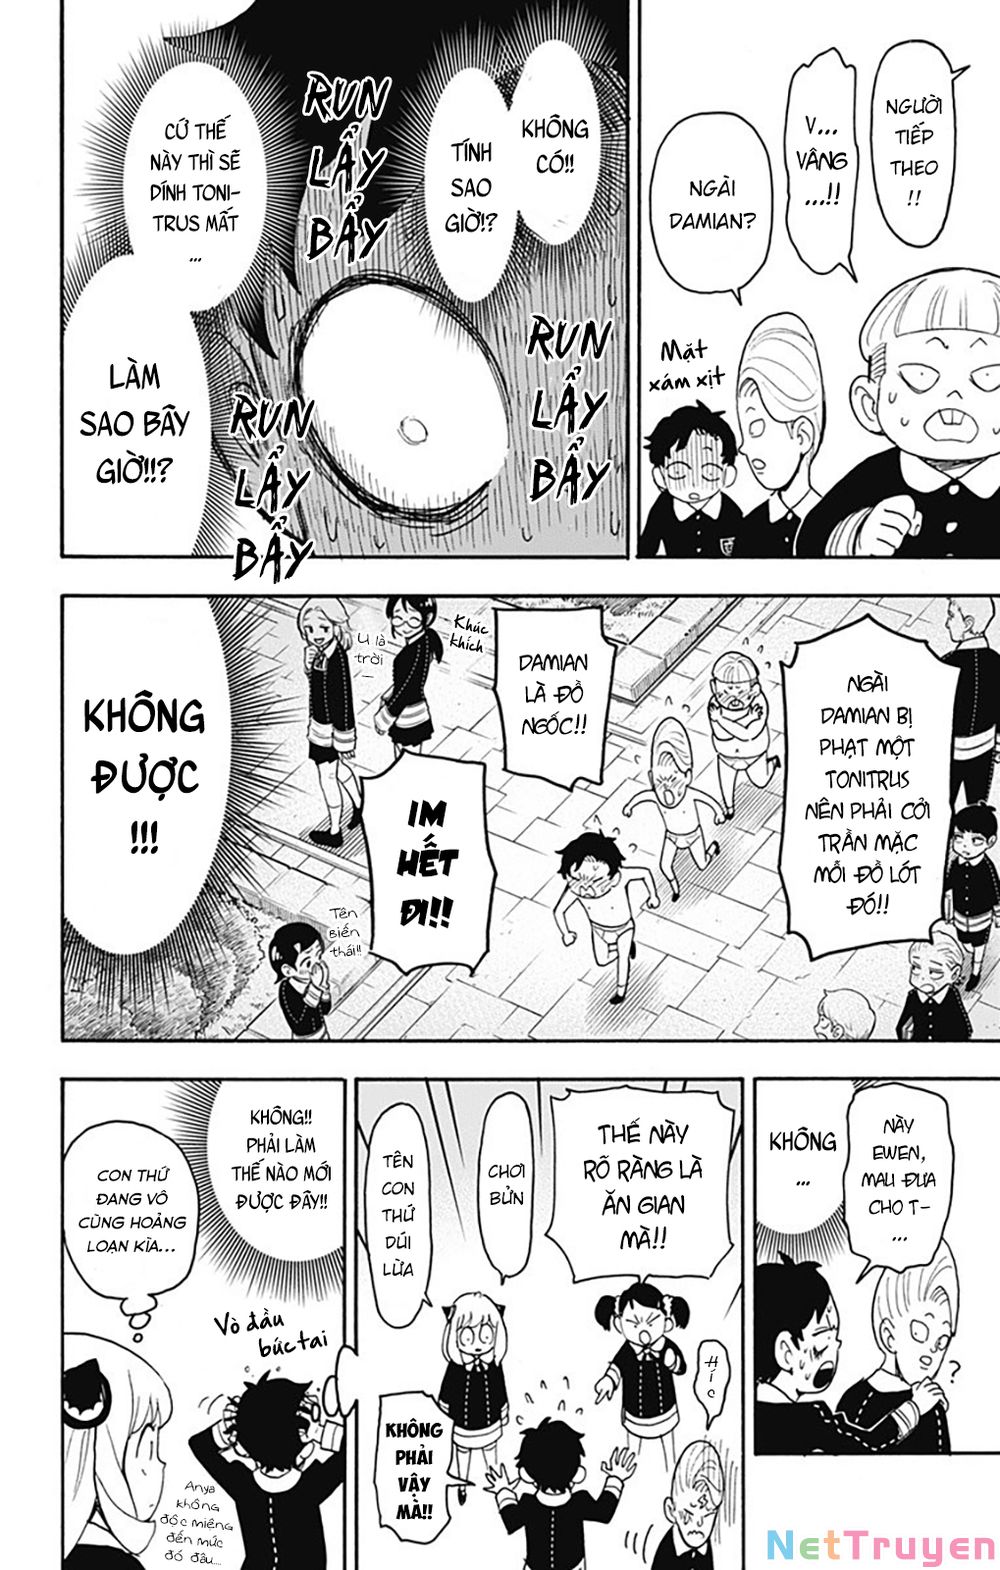 NGƯỜI
TIẾP
THEO
!!
V...
VÂNG
...!!
NGÀI
DAMIAN?
Mặt
xám xịt
KHÔNG
CÓ!!
TÍNH
SAO
GIỜ!?
RUN
LẨY
BẨY
RUN
LẨY
BẨY
RUN
LẨY
BẨY
CỨ THẾ
NÀY THÌ SẼ
DÍNH TONI-
TRUS MẤT
...
LÀM
SAO BÂY
GIỜ!!?
NGÀI
DAMIAN BỊ
PHẠT MỘT
TONITRUS
NÊN PHẢI CỞI
TRẦN MẶC
MỖI ĐỒ LÓT
ĐÓ!!
DAMIAN
LÀ ĐỒ
NGỐC!!
Khúc
khích
U là
trời
IM
HẾT
ĐI!!
Tên
biến
thái!!
KHÔNG
ĐƯỢC
!!!
NÀY
EWEN,
MAU ĐƯA
CHO T-
...
KHÔNG
...
?
THẾ NÀY
RÕ RÀNG LÀ
ĂN GIAN
MÀ!!
CHƠI
BỬN
TÊN
CON
THỨ
DÚI
LỪA
HÍC
KHÔNG
PHẢI
VẬY
MÀ!!
KHÔNG!!
PHẢI LÀM
THẾ NÀO MỚI
ĐƯỢC ĐÂY!!
CON THỨ
ĐANG VÔ
CÙNG HOẢNG
LOẠN KÌA...
Vò đầu
bức tai
Anya
không
độc miệng
đến mức
đó đâu...
NetTruyen